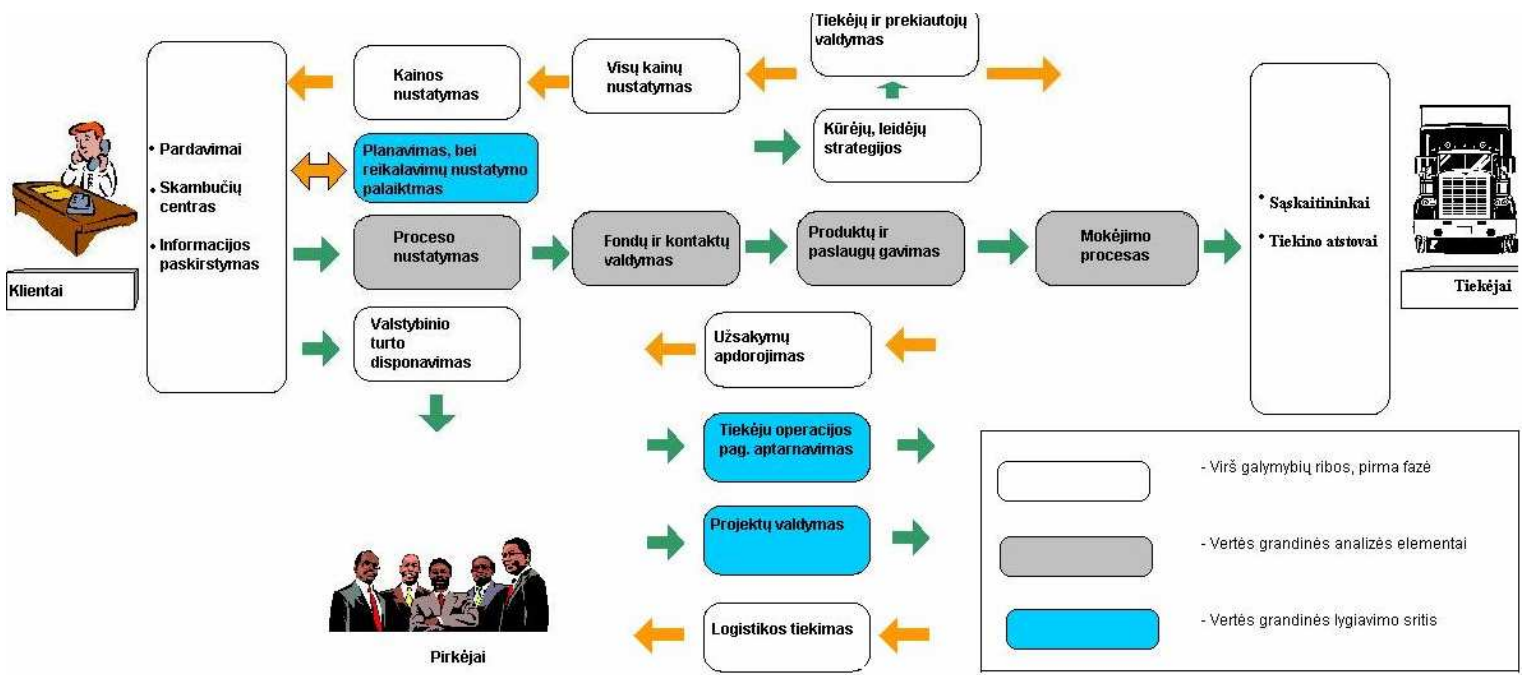 Tiekėjų ir prekiautojų
valdymas
Kainos
nustatymas
Visų kainų
nustatymas
Kūrėjų, leidėjų
strategijos
• Pardavimai
• Skambučių
centras
• Informacijos
paskirstymas
Planavimas, bei
reikalavimų nustatymo
palaiktmas
Proceso
nustatymas
Fondų ir kontaktų
valdymas
Produktų ir
paslaugų gavimas
Mokėjimo
procesas
• Sąskaitininkai
• Tiekino atstovai
Klientai
Tiekėjai
Valstybinio
turto
disponavimas
Užsakymų
apdorojimas
Tiekėju operacijos
pag. aptarnavimas
Projektų valdymas
Logistikos tiekimas
Pirkėjai
- Virš galymybių ribos, pirma fazė
- Vertės grandinės analizės elementai
- Vertės grandinės lygiavimo sritis